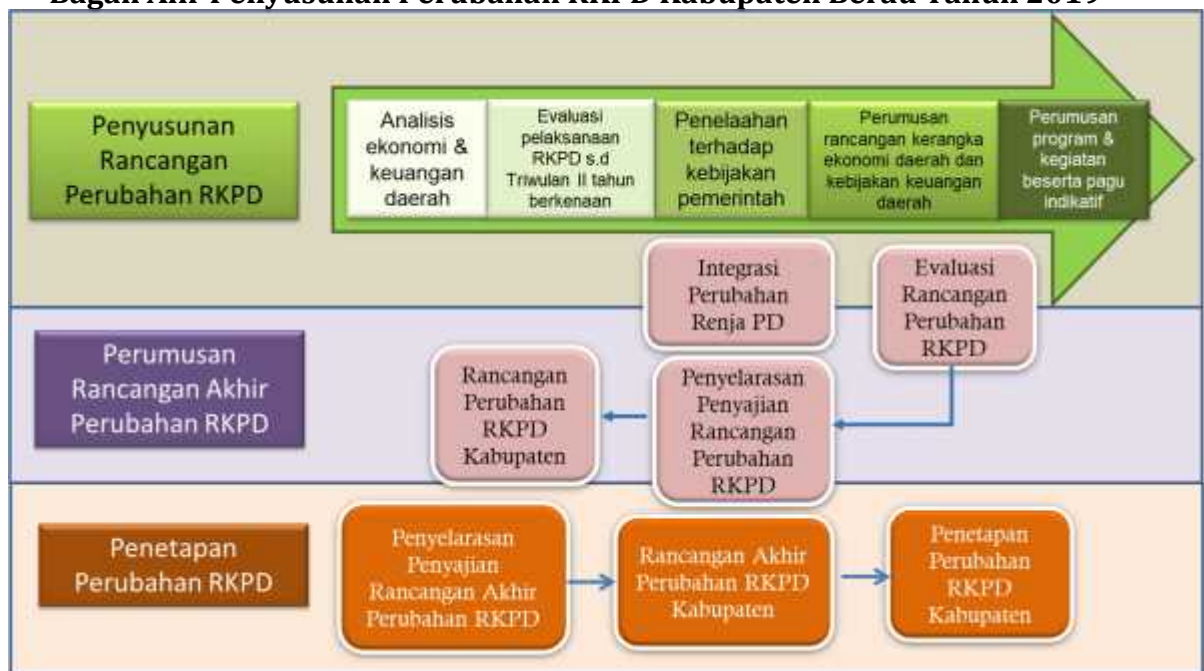 Bagan Alir Penyusunan Perubahan RKPD Kabupaten Berau Tahun 2019
Penyusunan
Rancangan
Perubahan RKPD
Analisis
ekonomi &
keuangan
daerah
Evaluasi
pelaksanaan
RKPD s.d
Triwulan II tahun
berkenaan
Penelaahan
terhadap
kebijakan
pemerintah
Perumusan
rancangan kerangka
ekonomi daerah dan
kebijakan keuangan
daerah
Perumusan
program &
kegiatan
beserta pagu
indikatif
Integrasi
Perubahan
Renja PD
Evaluasi
Rancangan
Perubahan
RKPD
Perumusan
Rancangan Akhir
Perubahan RKPD
Rancangan
Perubahan
RKPD
Kabupaten
Penyelarasan
Penyajian
Rancangan
Perubahan
RKPD
Penetapan
Perubahan RKPD
Penyelarasan
Penyajian
Rancangan Akhir
Perubahan RKPD
Rancangan Akhir
Perubahan RKPD
Kabupaten
Penetapan
Perubahan
RKPD
Kabupaten